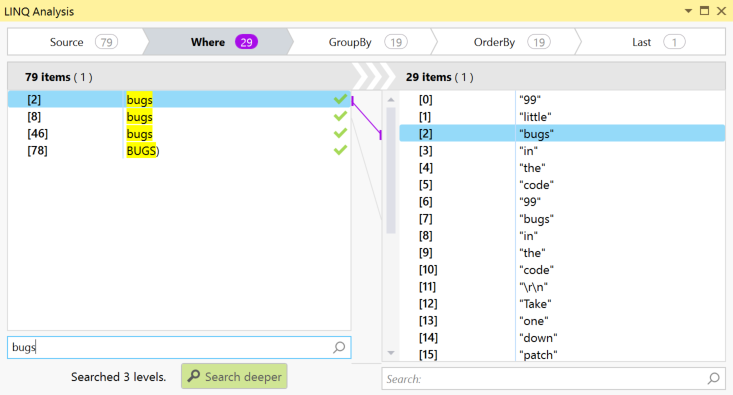 LINQ Analysis
Source 79 Where 29 GroupBy 19 OrderBy 19 Last 1
79 items ( 1 )
[2] bugs
[8] bugs
[46] bugs
[78] BUGS)
bugs
Searched 3 levels. Search deeper
29 items ( 1 )
[0] "99"
[1] "little"
[2] "bugs"
[3] "in"
[4] "the"
[5] "code"
[6] "99"
[7] "bugs"
[8] "in"
[9] "the"
[10] "code"
[11] "\r\n"
[12] "Take"
[13] "one"
[14] "down"
[15] "patch"
Search: